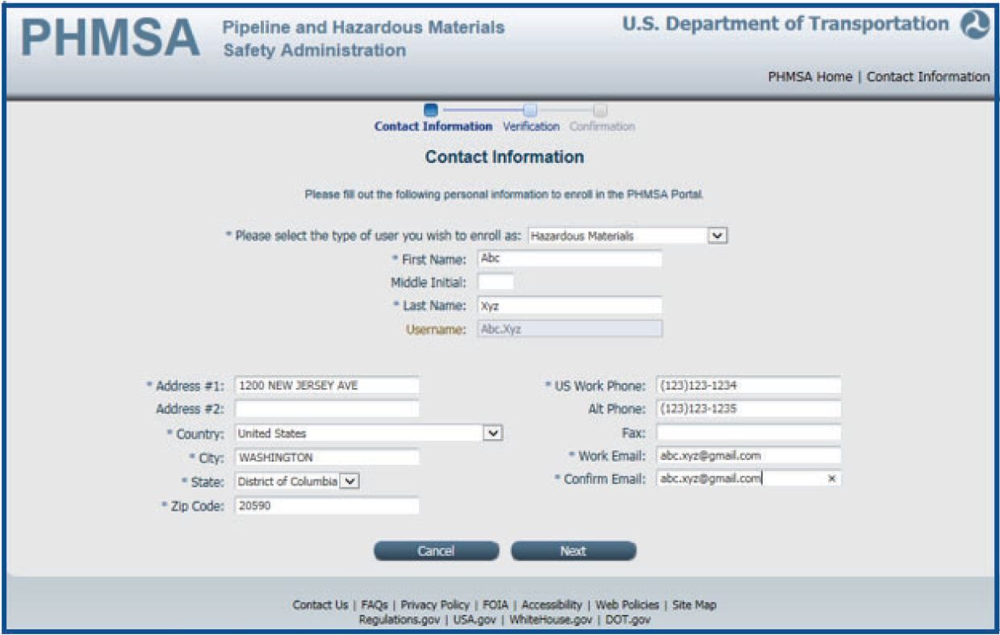 PHMSA
Pipeline and Hazardous Materials
Safety Administration
U.S. Department of Transportation
PHMSA Home | Contact Information
Contact Information Verification Confirmation
Contact Information
Please fill out the following personal information to enroll in the PHMSA Portal.
* Please select the type of user you wish to enroll as: Hazardous Materials
* First Name: Abc
Middle Initial:
* Last Name: Xyz
Username: Abc.Xyz
* Address #1: 1200 NEW JERSEY AVE
Address #2:
* Country: United States
* City: WASHINGTON
* State: District of Columbia
* Zip Code: 20590
* US Work Phone: (123)123-1234
Alt Phone: (123)123-1235
Fax:
* Work Email: abc.xyz@gmail.com
* Confirm Email: abc.xyz@gmail.com ×
Cancel Next
Contact Us | FAQs | Privacy Policy | FOIA | Accessibility | Web Policies | Site Map
Regulations.gov | USA.gov | WhiteHouse.gov | DOT.gov